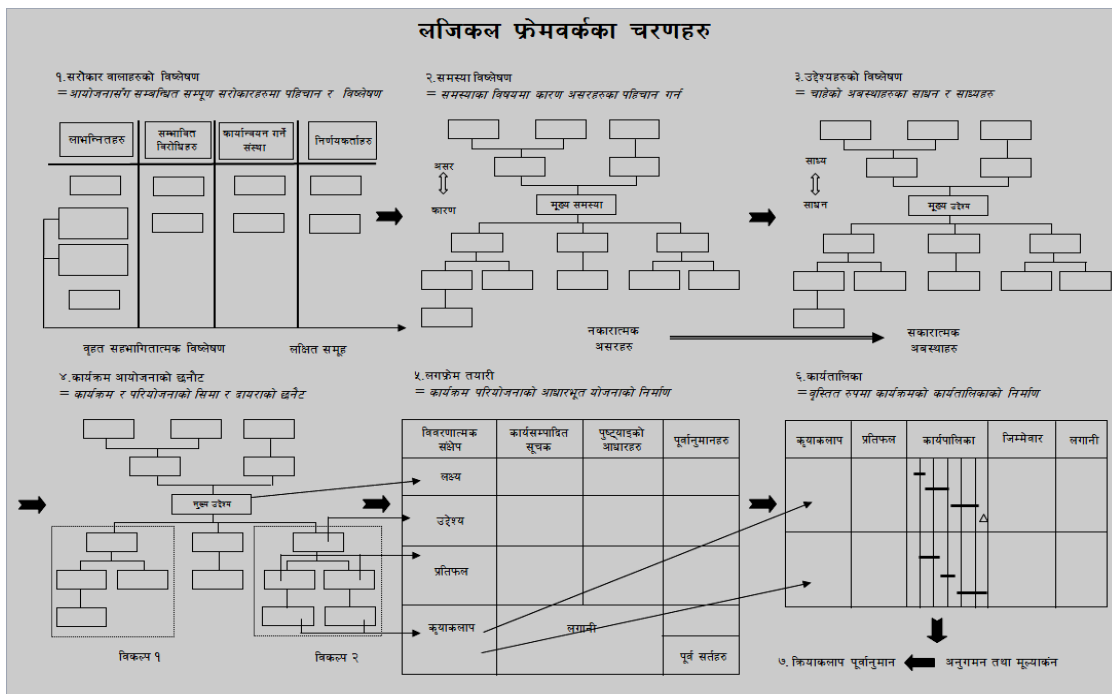 लजिकल फ्रेमवर्कका चरणहरु
१.सरोकार वालाहरुको विष्लेषण
= आयोजनासँग सम्बन्धित सम्पूण सरोकारहरुमा पहिचान र विष्लेषण
लाभन्नितहरु
सम्भावित
विरोधिहरु
कार्यान्वयन गर्ने
संस्था
निर्णयकर्ताहरु
वृहत सहभागितात्मक विष्लेषण
लक्षित समूह
२.समस्या विष्लेषण
= समस्याका विषयमा कारण असरहरुका पहिचान गर्न
असर
कारण
मूख्य समस्या
नकारात्मक
असरहरु
३.उद्देश्यहरुको विष्लेषण
= चाहेको अबस्थाहरुका साधन र साध्यहरु
साध्य
साधन
मूख्य उद्देश्य
सकारात्मक
अबस्थाहरु
४.कार्यक्रम आयोजनाको छनौट
= कार्यक्रम र परियोजनाको सिमा र दायराको छनैट
मुख्य उद्देश्य
विकल्प १
विकल्प २
५.लगफ्रेम तयारी
= कार्यक्रम परियोजनाको आधारभूत योजनाको निर्माण
विवरणात्मक
संक्षेप
कार्यसम्पादित
सूचक
पुष्ट्याइको
आधारहरु
पूर्वानुमानहरु
लक्ष्य
उद्देश्य
प्रतिफल
कृयाकलाप
लगानी
पूर्व सर्तहरु
६.कार्यतालिका
=वृस्तित रुपमा कार्यक्रमको कार्यतालिकाको निर्माण
कृयाकलाप
प्रतिफल
कार्यपालिका
जिम्मेवार
लगानी
७. क्रियाकलाप पूर्वानुमान
अनुगमन तथा मूल्याकंन